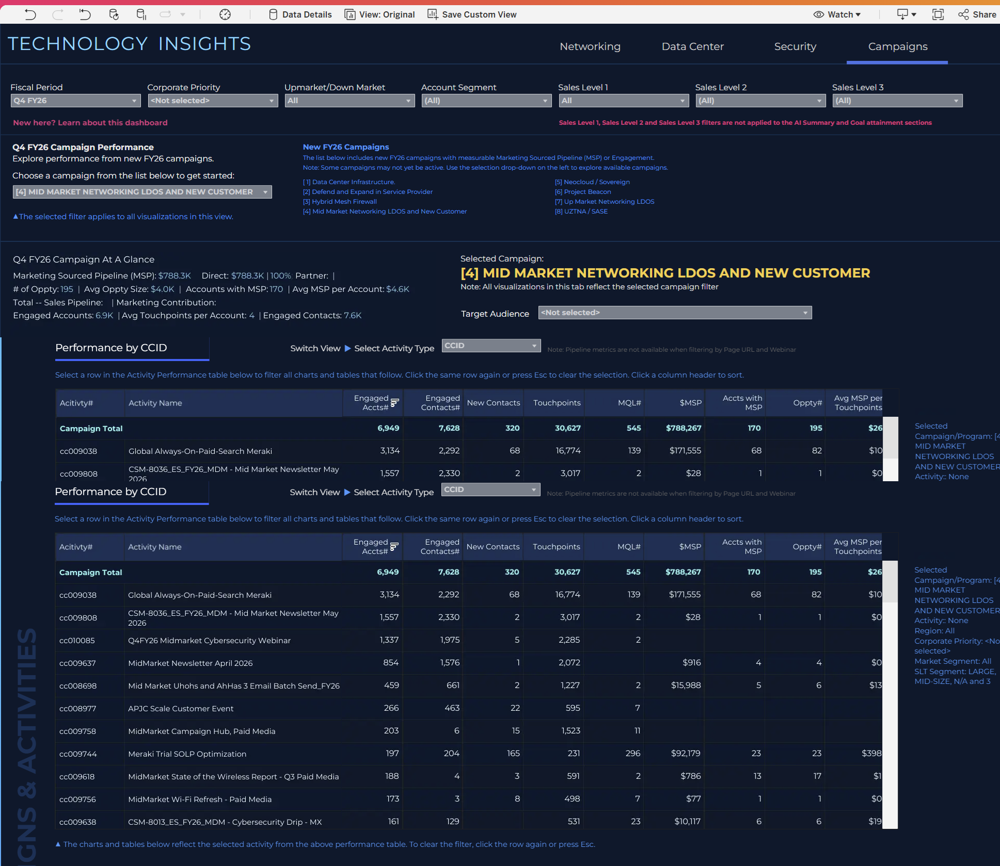 Data Details View: Original Save Custom View Watch Share
TECHNOLOGY INSIGHTS
Networking Data Center Security Campaigns
Fiscal Period Corporate Priority Upmarket/Down Market Account Segment Sales Level 1 Sales Level 2 Sales Level 3
Q4 FY26 <Not selected> All (All) All (All) (All)
New here? Learn about this dashboard
Sales Level 1, Sales Level 2 and Sales Level 3 filters are not applied to the AI Summary and Goal attainment sections
Q4 FY26 Campaign Performance
Explore performance from new FY26 campaigns.
Choose a campaign from the list below to get started:
[4] MID MARKET NETWORKING LDOS AND NEW CUSTOMER
▲The selected filter applies to all visualizations in this view.
New FY26 Campaigns
The list below includes new FY26 campaigns with measurable Marketing Sourced Pipeline (MSP) or Engagement.
Note: Some campaigns may not yet be active. Use the selection drop-down on the left to explore available campaigns.
[ 1] Data Center Infrastructure.
[2] Defend and Expand in Service Provider
[3] Hybrid Mesh Firewall
[4] Mid Market Networking LDOS and New Customer
[5] Neocloud / Sovereign
[6] Project Beacon
[7] Up Market Networking LDOS
[8] UZTNA / SASE
Q4 FY26 Campaign At A Glance
Marketing Sourced Pipeline (MSP): $788.3K Direct: $788.3K | 100% Partner: |
# of Oppty: 195 | Avg Oppty Size: $4.0K | Accounts with MSP: 170 | Avg MSP per Account: $4.6K
Total -- Sales Pipeline: | Marketing Contribution:
Engaged Accounts: 6.9K | Avg Touchpoints per Account: 4 | Engaged Contacts: 7.6K
Selected Campaign:
[4] MID MARKET NETWORKING LDOS AND NEW CUSTOMER
Note: All visualizations in this tab reflect the selected campaign filter
Target Audience <Not selected>
Performance by CCID Switch View ▶ Select Activity Type CCID Note: Pipeline metrics are not available when filtering by Page URL and Webinar
Select a row in the Activity Performance table below to filter all charts and tables that follow. Click the same row again or press Esc to clear the selection. Click a column header to sort.
Acitivty# Activity Name Engaged Accts# Engaged Contacts# New Contacts Touchpoints MQL# $MSP Accts with MSP Oppty# Avg MSP per Touchpoints
Campaign Total 6,949 7,628 320 30,627 545 $788,267 170 195 $26
cc009038 Global Always-On-Paid-Search Meraki 3,134 2,292 68 16,774 139 $171,555 68 82 $10
cc009808 CSM-8036_ES_FY26_MDM - Mid Market Newsletter May 2026 1,557 2,330 2 3,017 2 $28 1 1 $0
Selected
Campaign/Program: [4
MID MARKET
NETWORKING LDOS
AND NEW CUSTOMER
Activity:: None
Performance by CCID Switch View ▶ Select Activity Type CCID Note: Pipeline metrics are not available when filtering by Page URL and Webinar
Select a row in the Activity Performance table below to filter all charts and tables that follow. Click the same row again or press Esc to clear the selection. Click a column header to sort.
Acitivty# Activity Name Engaged Accts# Engaged Contacts# New Contacts Touchpoints MQL# $MSP Accts with MSP Oppty# Avg MSP per Touchpoints
Campaign Total 6,949 7,628 320 30,627 545 $788,267 170 195 $26
cc009038 Global Always-On-Paid-Search Meraki 3,134 2,292 68 16,774 139 $171,555 68 82 $10
cc009808 CSM-8036_ES_FY26_MDM - Mid Market Newsletter May 2026 1,557 2,330 2 3,017 2 $28 1 1 $0
cc010085 Q4FY26 Midmarket Cybersecurity Webinar 1,337 1,975 5 2,285 2
cc009637 MidMarket Newsletter April 2026 854 1,576 1 2,072 $916 4 4 $0
cc008698 Mid Market Uhohs and AhHas 3 Email Batch Send_FY26 459 661 2 1,227 2 $15,988 5 6 $13
cc008977 APJC Scale Customer Event 266 463 22 595 7
cc009758 MidMarket Campaign Hub, Paid Media 203 6 15 1,523 11
cc009744 Meraki Trial SOLP Optimization 197 204 165 231 296 $92,179 23 23 $398
cc009618 MidMarket State of the Wireless Report - Q3 Paid Media 188 4 3 591 2 $786 13 17 $1
cc009756 MidMarket Wi-Fi Refresh - Paid Media 173 3 8 498 7 $77 1 1 $0
cc009638 CSM-8013_ES_FY26_MDM - Cybersecurity Drip - MX 161 129 531 23 $10,117 6 6 $19
Selected
Campaign/Program: [4
MID MARKET
NETWORKING LDOS
AND NEW CUSTOMER
Activity:: None
Region: All
Corporate Priority: <No
selected>
Market Segment: All
SLT Segment: LARGE,
MID-SIZE, N/A and 3
▲ The charts and tables below reflect the selected activity from the above performance table. To clear the filter, click the row again or press Esc.
IGNS & ACTIVITIES